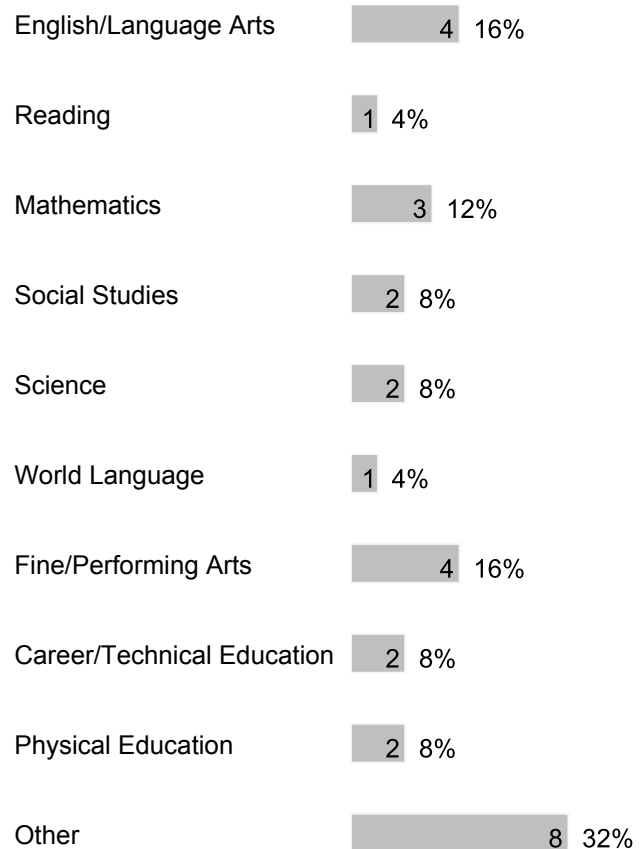 English/Language Arts 4 16%
Reading 1 4%
Mathematics 3 12%
Social Studies 2 8%
Science 2 8%
World Language 1 4%
Fine/Performing Arts 4 16%
Career/Technical Education 2 8%
Physical Education 2 8%
Other 8 32%